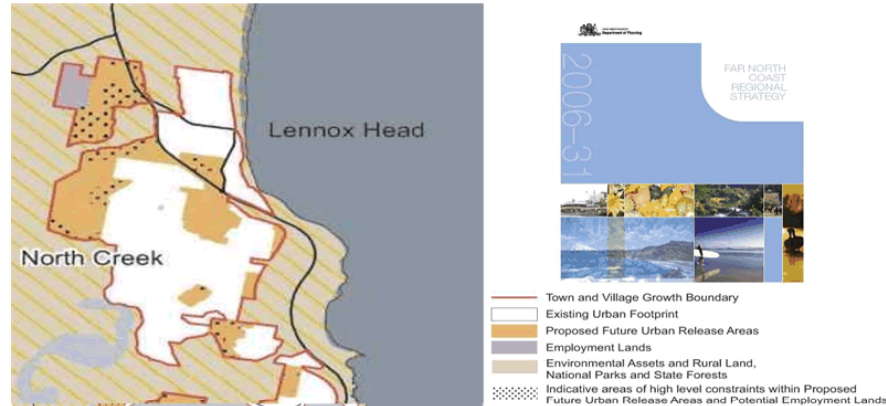 Lennox Head
North Creek
Department of Planning
FAR NORTH
COAST
REGIONAL
STRATEGY
2006–31
Town and Village Growth Boundary
Existing Urban Footprint
Proposed Future Urban Release Areas
Employment Lands
Environmental Assets and Rural Land,
National Parks and State Forests
Indicative areas of high level constraints within Proposed
Future Urban Release Areas and Potential Employment Lands